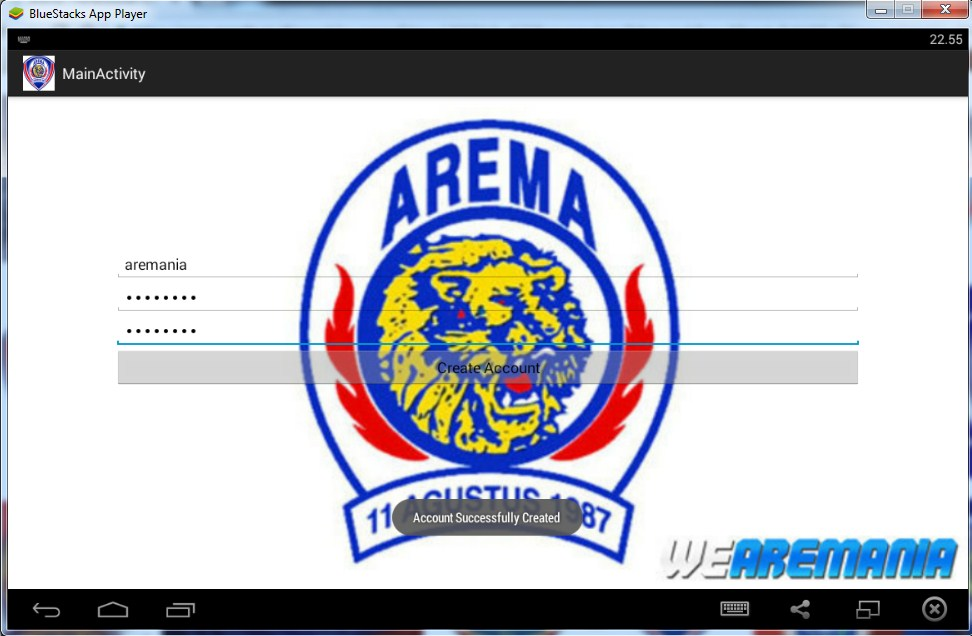 BlueStacks App Player
22.55
MainActivity
AREMA
aremania
••••••••
••••••••
Create Account
11 AGUSTUS 1987
Account Successfully Created
WEAREMANIA